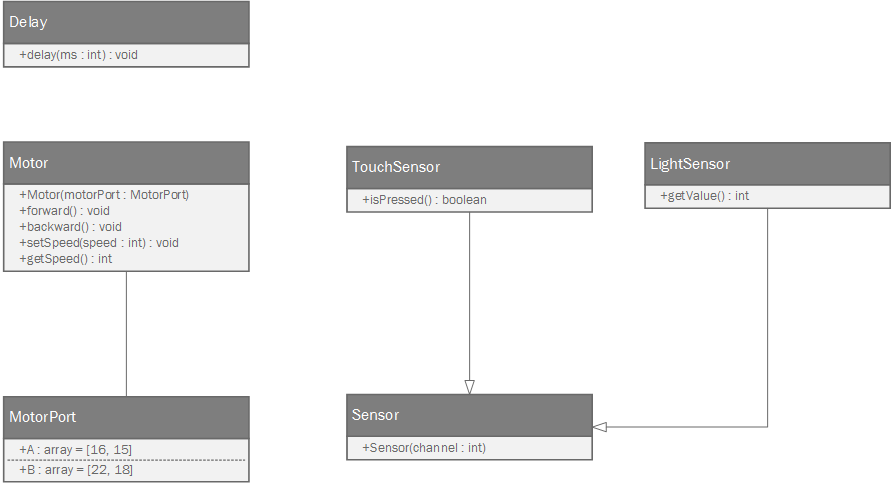 Delay
+delay(ms : int) : void
Motor
+Motor(motorPort : MotorPort)
+forward() : void
+backward() : void
+setSpeed(speed : int) : void
+getSpeed() : int
TouchSensor
+isPressed() : boolean
LightSensor
+getValue() : int
MotorPort
+A : array = [16, 15]
+B : array = [22, 18]
Sensor
+Sensor(channel : int)